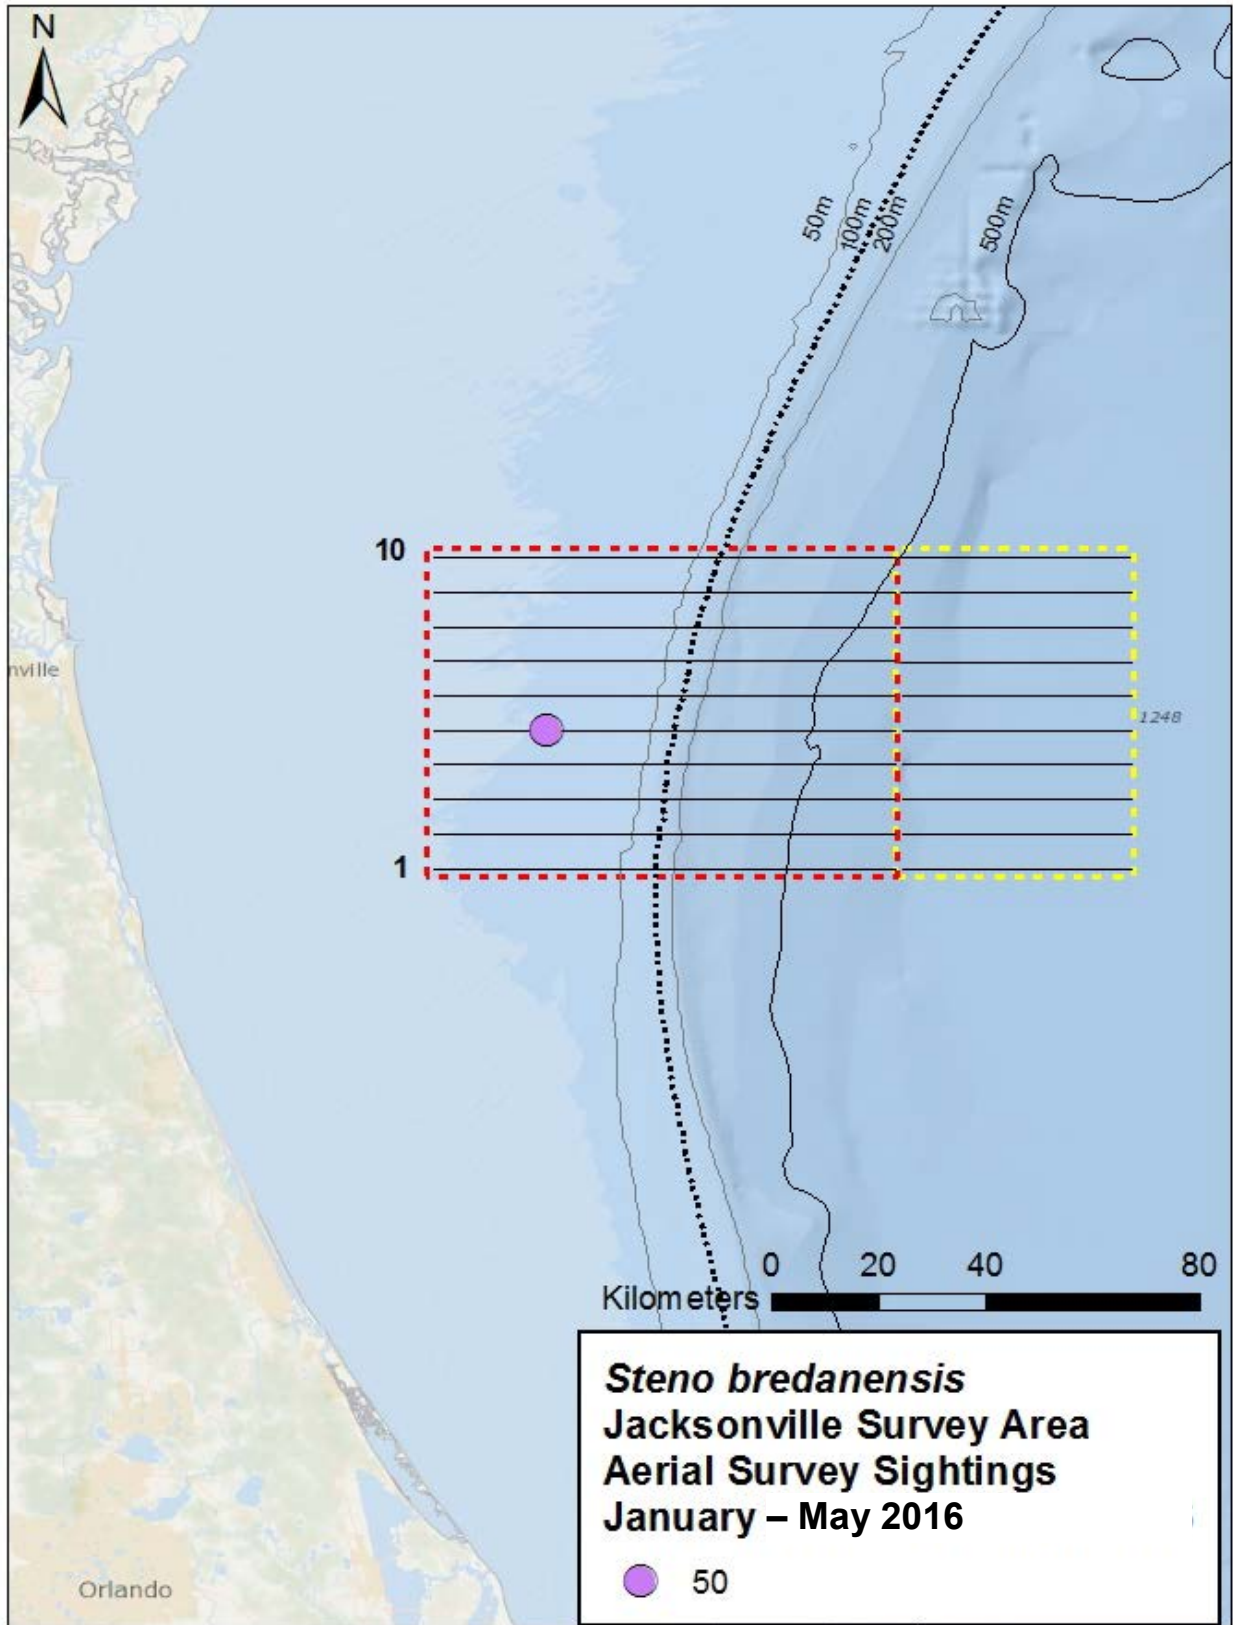 N
50m
100m
200m
500m
10
nville
1248
1
0 20 40 80
Kilometers
Steno bredanensis
Jacksonville Survey Area
Aerial Survey Sightings
January – May 2016
50
Orlando